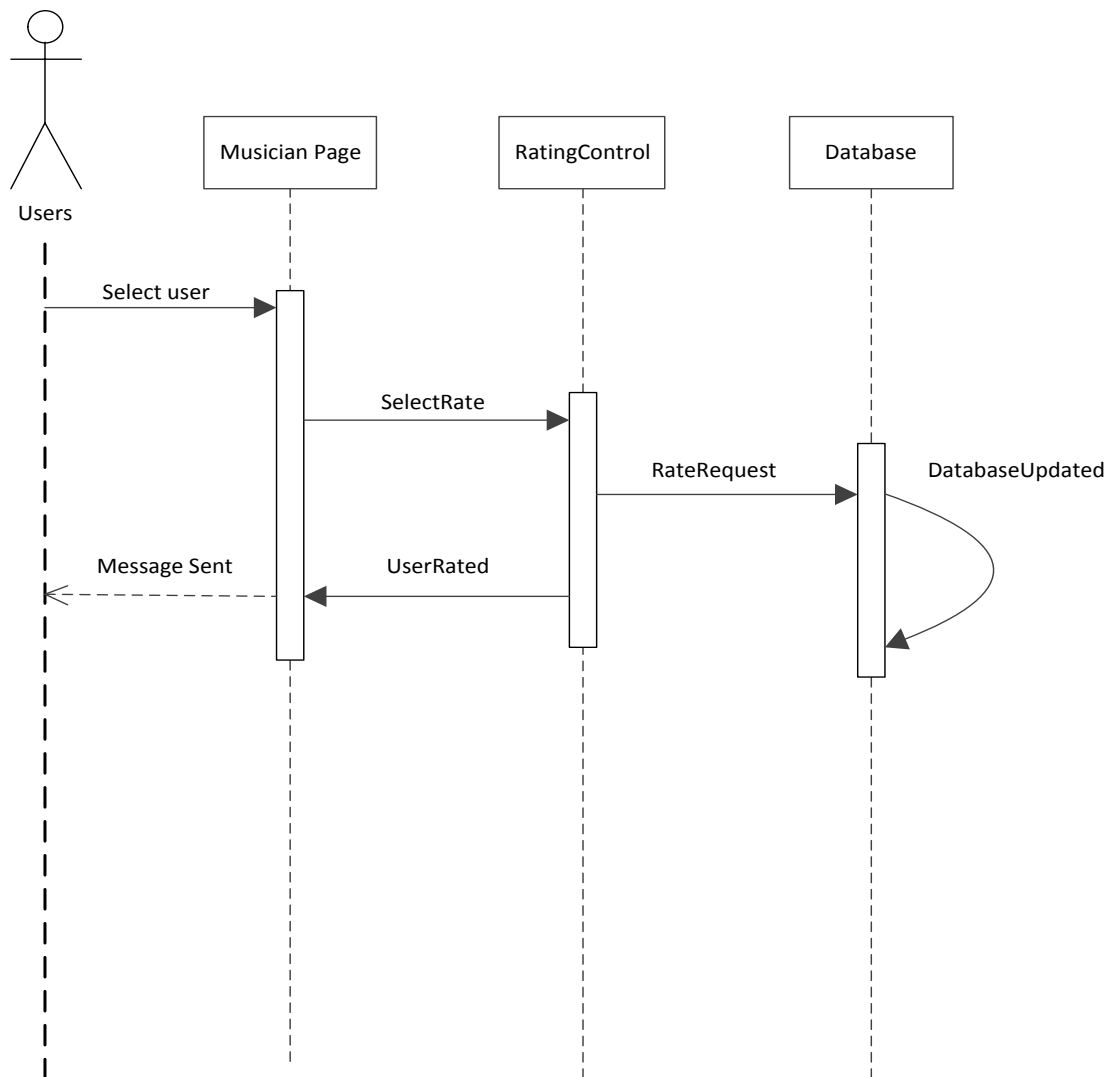 Musician Page
RatingControl
Database
Users
Select user
SelectRate
RateRequest
DatabaseUpdated
Message Sent
UserRated